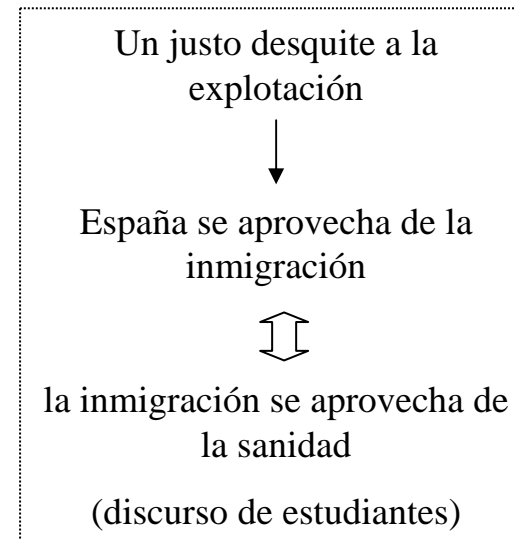 Un justo desquite a la
explotación
España se aprovecha de la
inmigración
la inmigración se aprovecha de
la sanidad
(discurso de estudiantes)